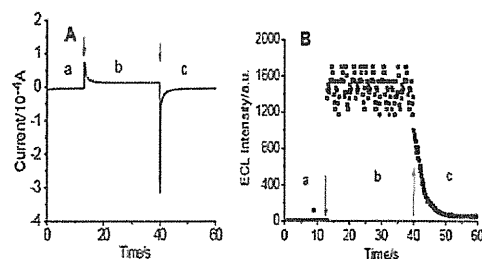 A
a
b
c
Current/10⁻⁴A
2
1
0
-1
-2
-3
-4
0
20
40
60
Time/s
B
a
b
c
ECL Intensity/a.u.
2000
1600
1200
800
400
0
0
10
20
30
40
50
60
Time/s